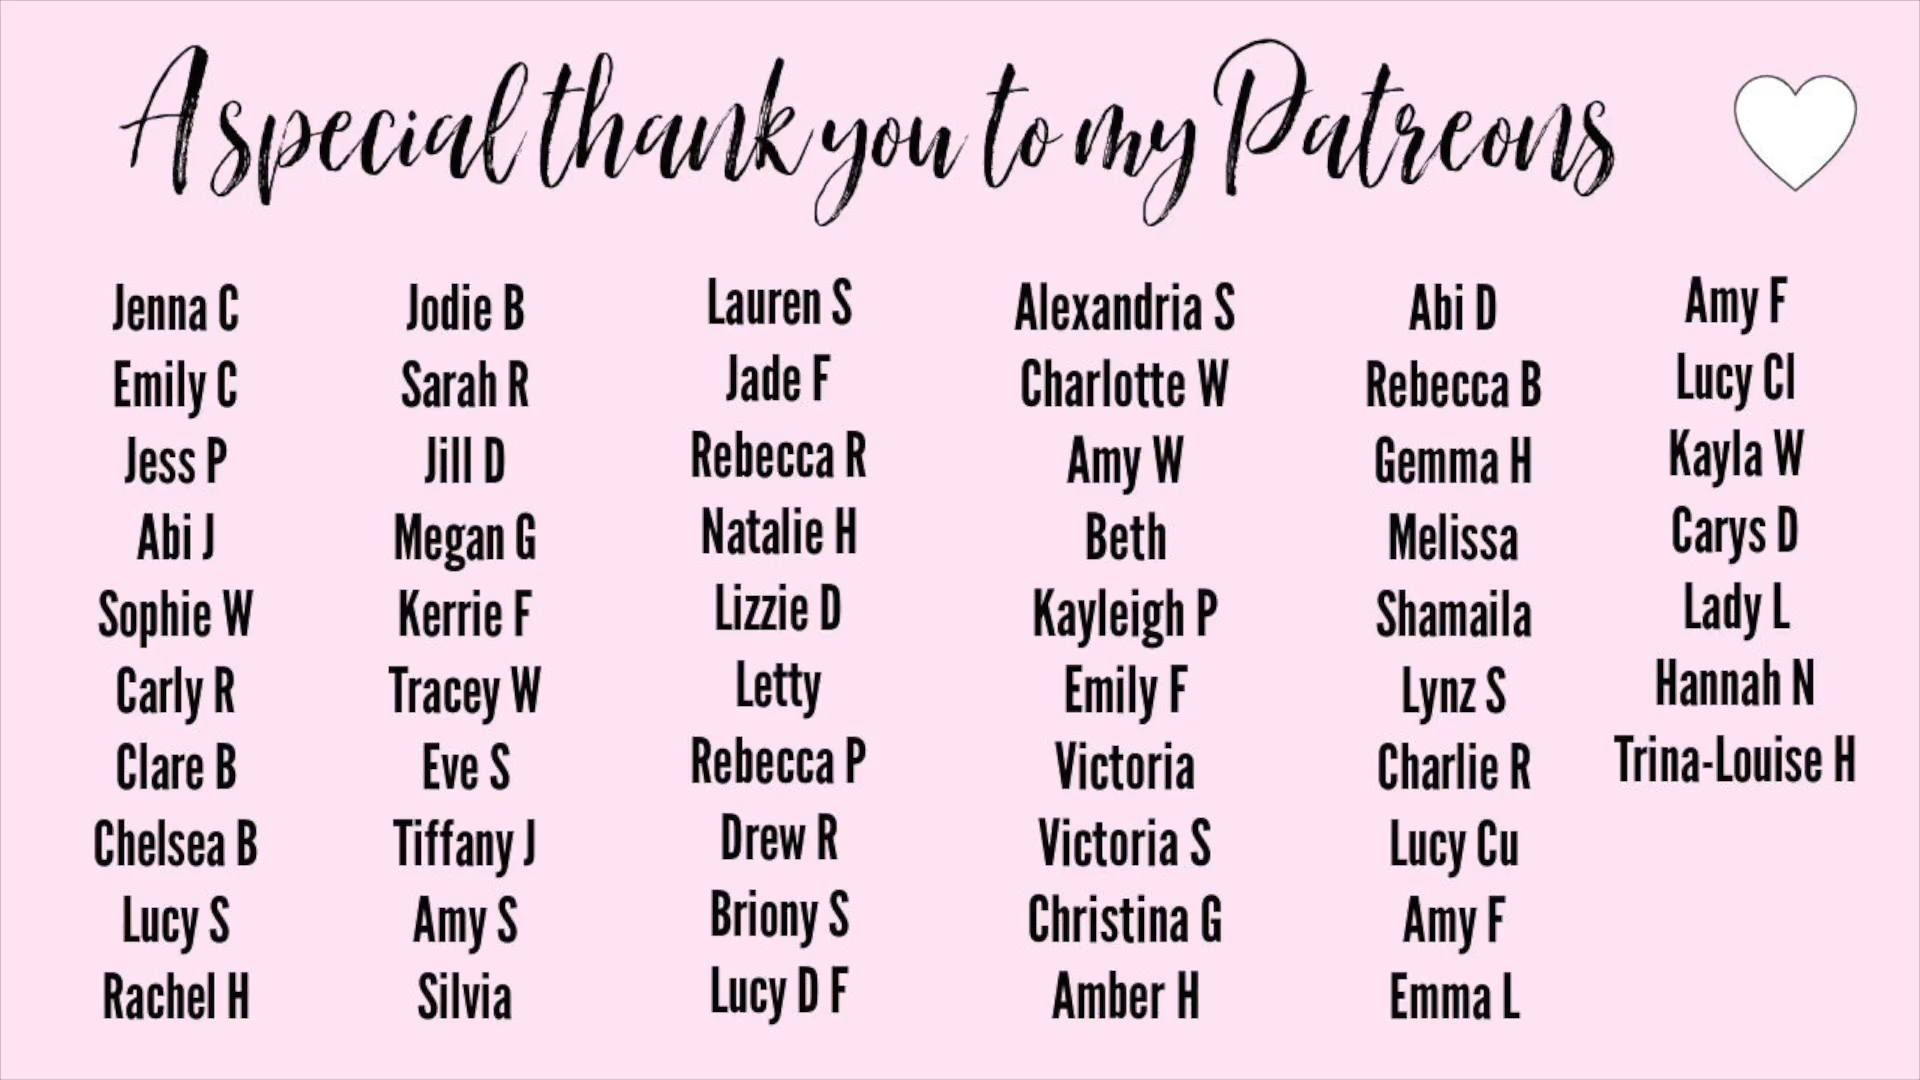 A special thank you to my Patreons
Jenna C
Emily C
Jess P
Abi J
Sophie W
Carly R
Clare B
Chelsea B
Lucy S
Rachel H
Jodie B
Sarah R
Jill D
Megan G
Kerrie F
Tracey W
Eve S
Tiffany J
Amy S
Silvia
Lauren S
Jade F
Rebecca R
Natalie H
Lizzie D
Letty
Rebecca P
Drew R
Briony S
Lucy D F
Alexandria S
Charlotte W
Amy W
Beth
Kayleigh P
Emily F
Victoria
Victoria S
Christina G
Amber H
Abi D
Rebecca B
Gemma H
Melissa
Shamaila
Lynz S
Charlie R
Lucy Cu
Amy F
Emma L
Amy F
Lucy Cl
Kayla W
Carys D
Lady L
Hannah N
Trina-Louise H